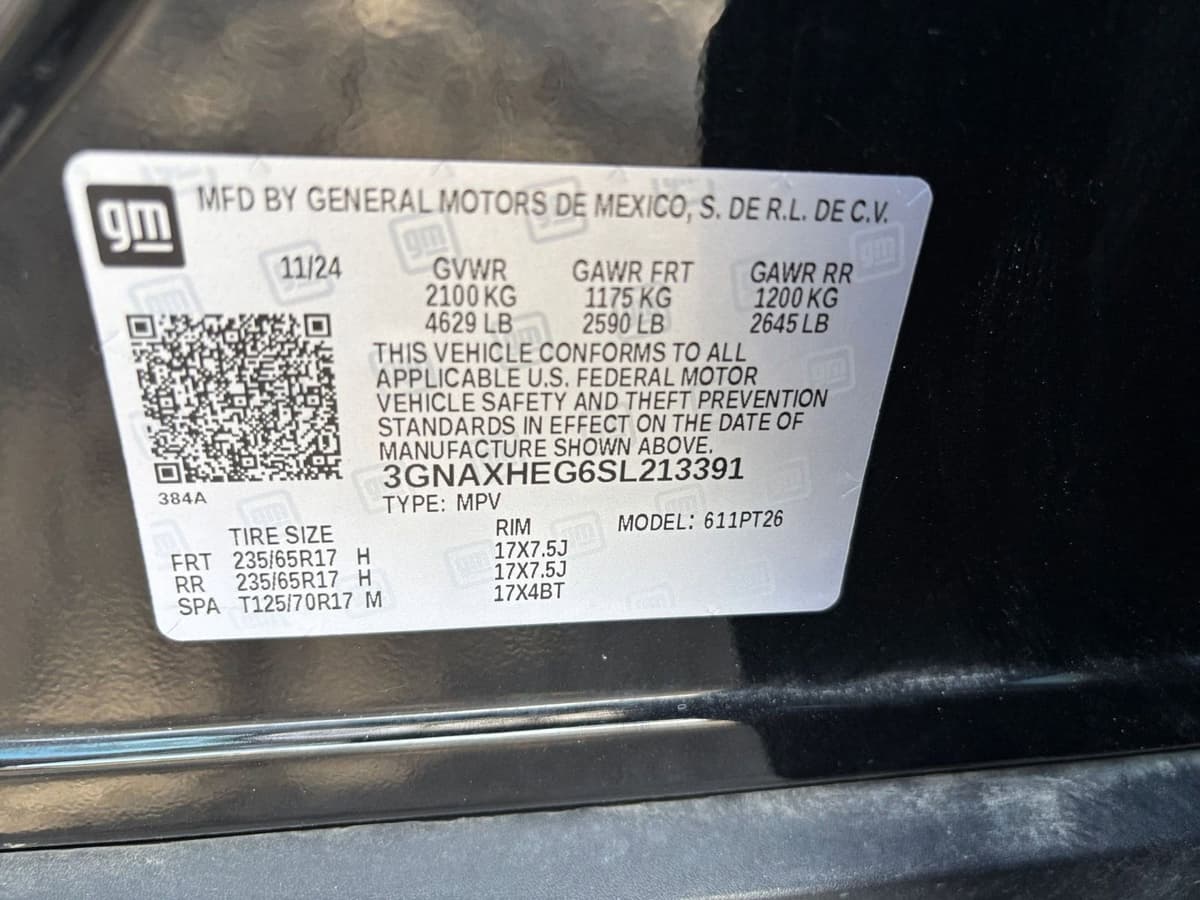 gm MFD BY GENERAL MOTORS DE MEXICO, S. DE R.L. DE C.V.
11/24 GVWR GAWR FRT GAWR RR
2100 KG 1175 KG 1200 KG
4629 LB 2590 LB 2645 LB
THIS VEHICLE CONFORMS TO ALL
APPLICABLE U.S. FEDERAL MOTOR
VEHICLE SAFETY AND THEFT PREVENTION
STANDARDS IN EFFECT ON THE DATE OF
MANUFACTURE SHOWN ABOVE.
3GNAXHEG6SL213391
384A TYPE: MPV
TIRE SIZE RIM MODEL: 611PT26
FRT 235/65R17 H 17X7.5J
RR 235/65R17 H 17X7.5J
SPA T125/70R17 M 17X4BT